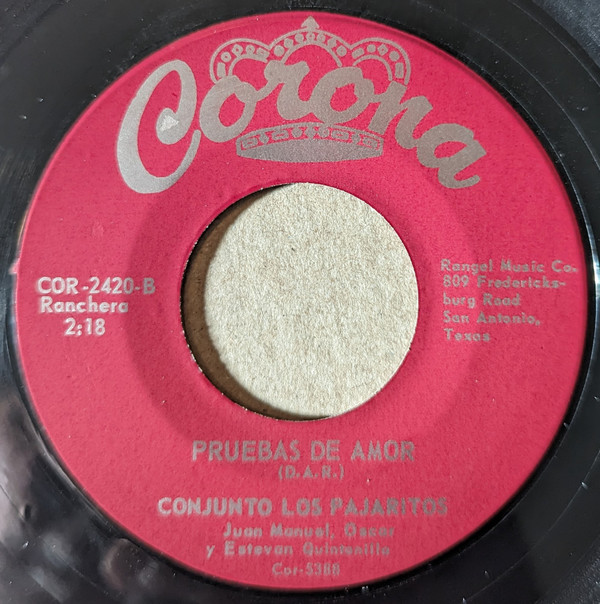 Corona
COR-2420-B
Ranchera
2:18
Rangel Music Co.
809 Fredericks-
burg Road
San Antonio,
Texas
PRUEBAS DE AMOR
(D.A.R.)
CONJUNTO LOS PAJARITOS
Juan Manuel, Oscar
y Estevan Quintanilla
Cor-5388